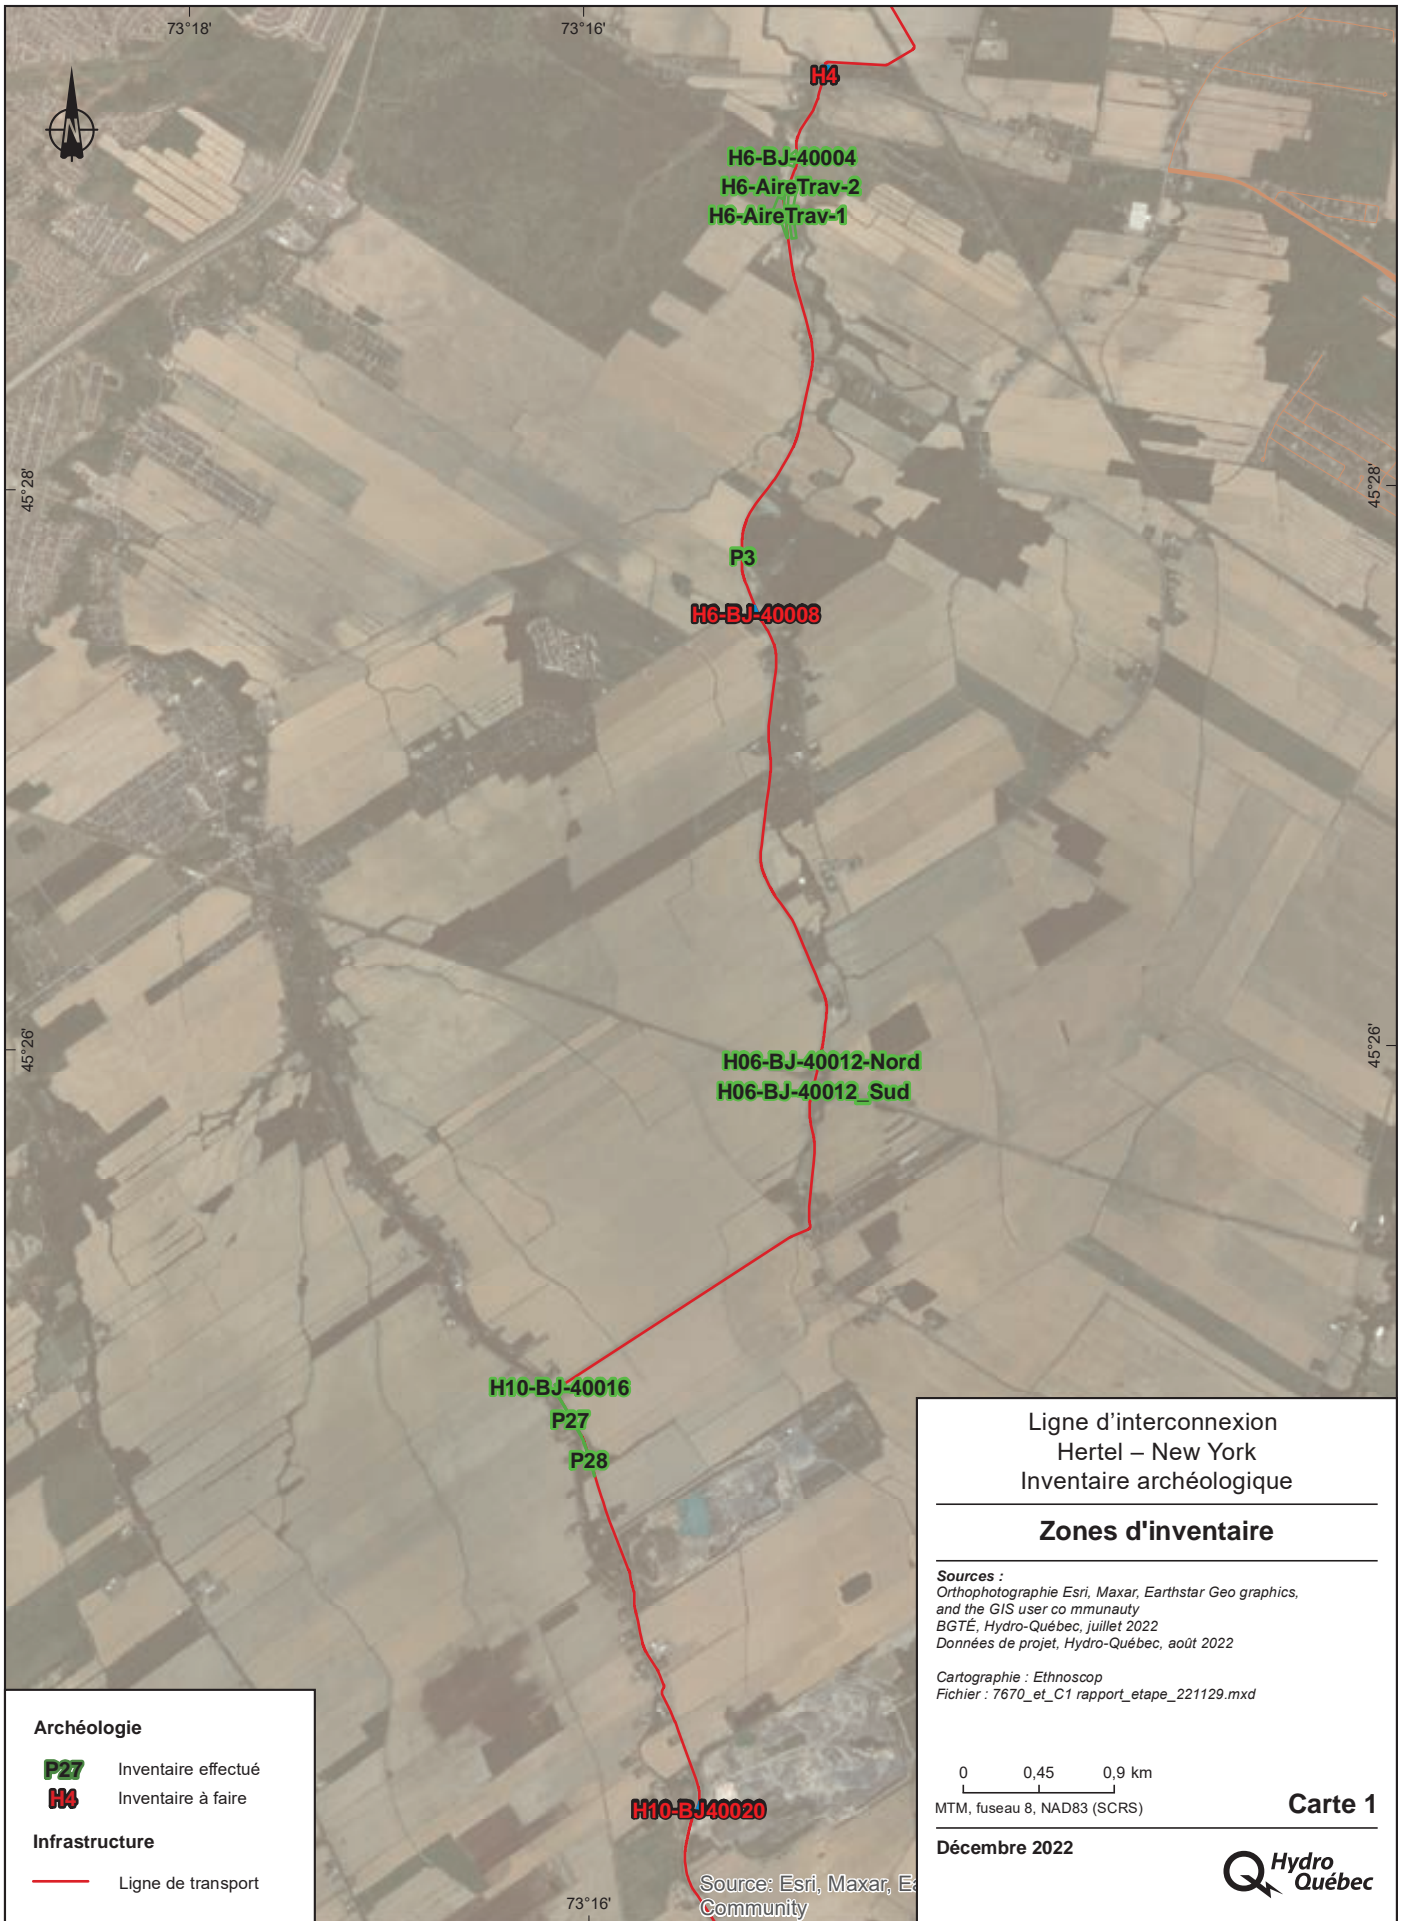 73°18'
73°16'
N
H4
H6-BJ-40004
H6-AireTrav-2
H6-AireTrav-1
45°28'
45°28'
P3
H6-BJ-40008
45°26'
45°26'
H06-BJ-40012-Nord
H06-BJ-40012_Sud
H10-BJ-40016
P27
P28
H10-BJ40020
73°16'
Source: Esri, Maxar, Ea
Community
Archéologie
P27 Inventaire effectué
H4 Inventaire à faire
Infrastructure
Ligne de transport
Ligne d'interconnexion
Hertel – New York
Inventaire archéologique
Zones d'inventaire
Sources :
Orthophotographie Esri, Maxar, Earthstar Geo graphics,
and the GIS user co mmunauty
BGTÉ, Hydro-Québec, juillet 2022
Données de projet, Hydro-Québec, août 2022
Cartographie : Ethnoscop
Fichier : 7670_et_C1 rapport_etape_221129.mxd
0 0,45 0,9 km
MTM, fuseau 8, NAD83 (SCRS)
Carte 1
Décembre 2022
Hydro
Québec